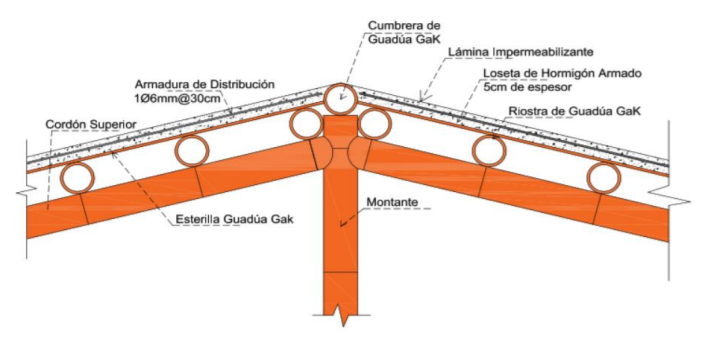 Cumbrera de
Guadúa GaK
Lámina Impermeabilizante
Armadura de Distribución
1Ø6mm@30cm
Loseta de Hormigón Armado
5cm de espesor
Riostra de Guadúa GaK
Cordón Superior
Esterilla Guadúa Gak
Montante